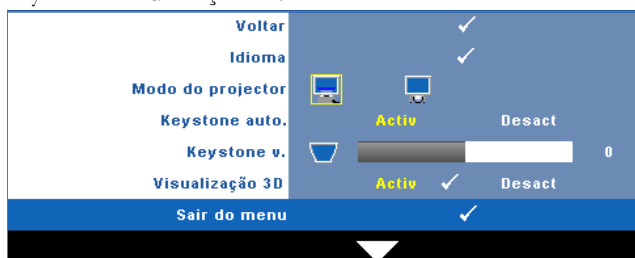 Voltar
Idioma
Modo do projector
Keystone auto. Activ Desact
Keystone v. 0
Visualização 3D Activ Desact
Sair do menu